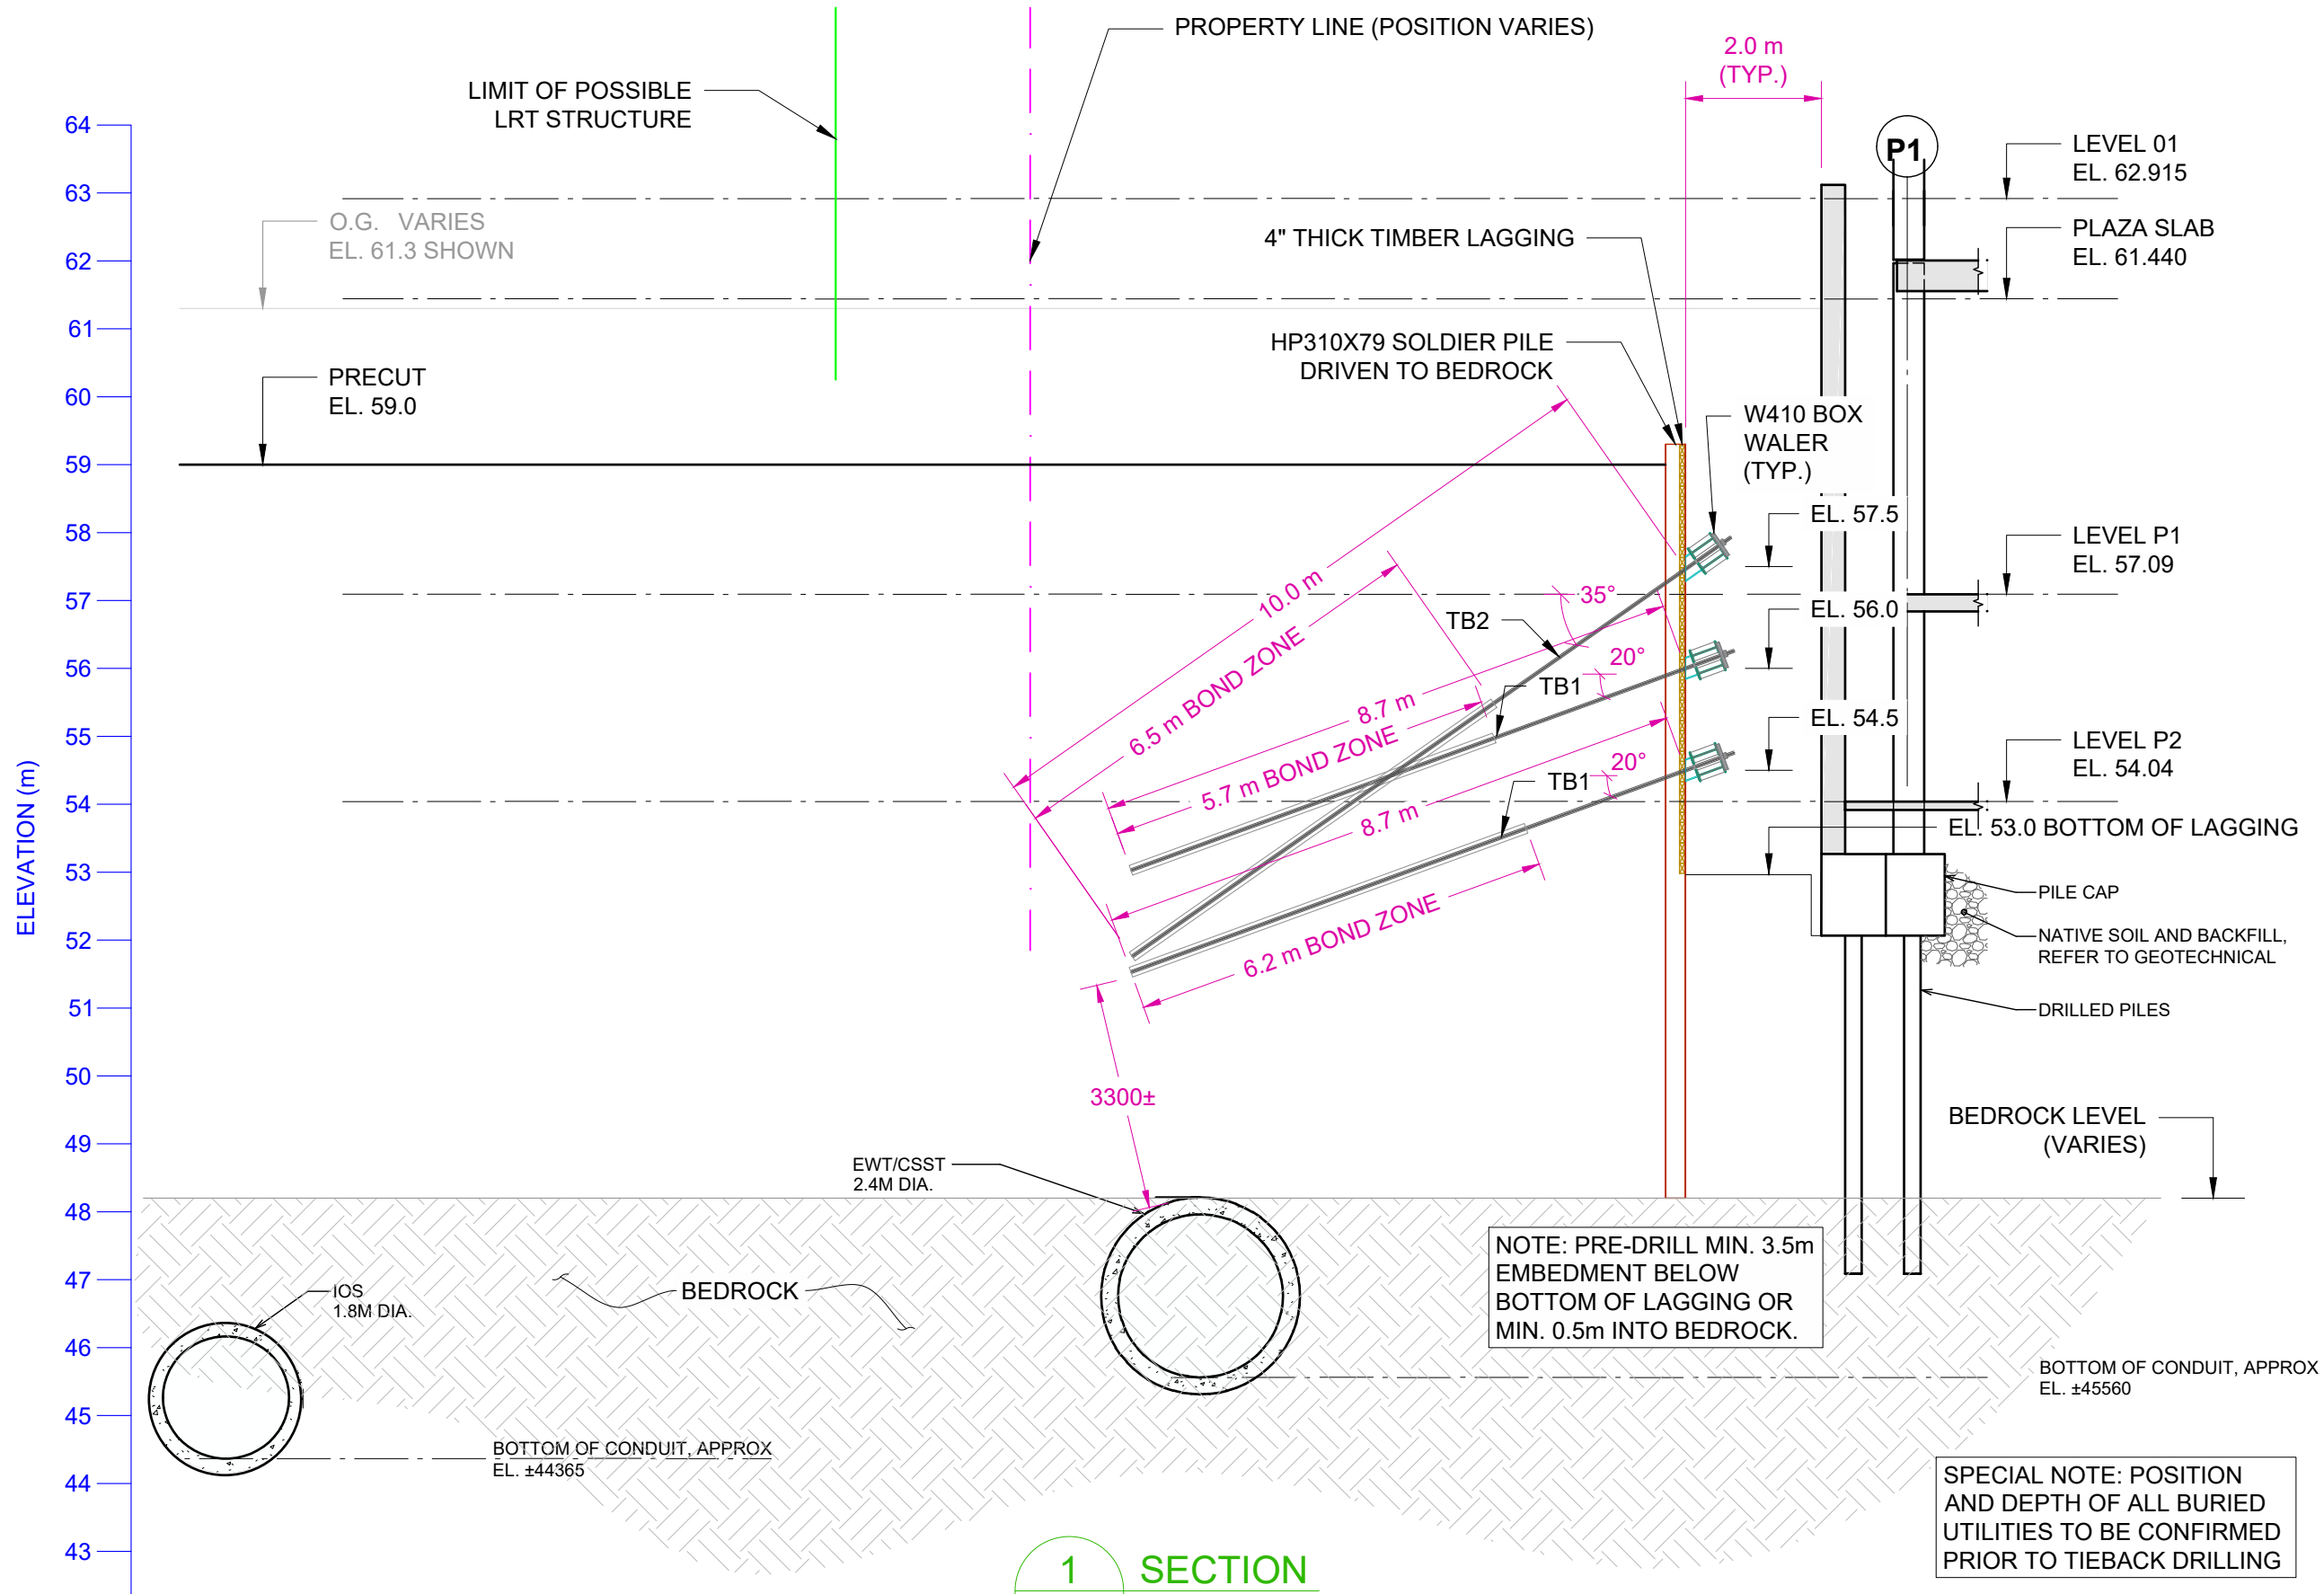 PROPERTY LINE (POSITION VARIES)
2.0 m
(TYP.)
LIMIT OF POSSIBLE
LRT STRUCTURE
64
63
62
61
60
59
58
57
56
55
54
53
52
51
50
49
48
47
46
45
44
43
ELEVATION (m)
P1
LEVEL 01
EL. 62.915
O.G. VARIES
EL. 61.3 SHOWN
4" THICK TIMBER LAGGING
PLAZA SLAB
EL. 61.440
HP310X79 SOLDIER PILE
DRIVEN TO BEDROCK
PRECUT
EL. 59.0
W410 BOX
WALER
(TYP.)
EL. 57.5
LEVEL P1
EL. 57.09
10.0 m
6.5 m BOND ZONE
35°
TB2
EL. 56.0
20°
TB1
8.7 m
5.7 m BOND ZONE
EL. 54.5
20°
TB1
8.7 m
6.2 m BOND ZONE
LEVEL P2
EL. 54.04
EL. 53.0 BOTTOM OF LAGGING
PILE CAP
NATIVE SOIL AND BACKFILL,
REFER TO GEOTECHNICAL
DRILLED PILES
3300±
BEDROCK LEVEL
(VARIES)
EWT/CSST
2.4M DIA.
NOTE: PRE-DRILL MIN. 3.5m
EMBEDMENT BELOW
BOTTOM OF LAGGING OR
MIN. 0.5m INTO BEDROCK.
IOS
1.8M DIA.
BEDROCK
BOTTOM OF CONDUIT, APPROX
EL. ±45560
BOTTOM OF CONDUIT, APPROX
EL. ±44365
SPECIAL NOTE: POSITION
AND DEPTH OF ALL BURIED
UTILITIES TO BE CONFIRMED
PRIOR TO TIEBACK DRILLING
1 SECTION